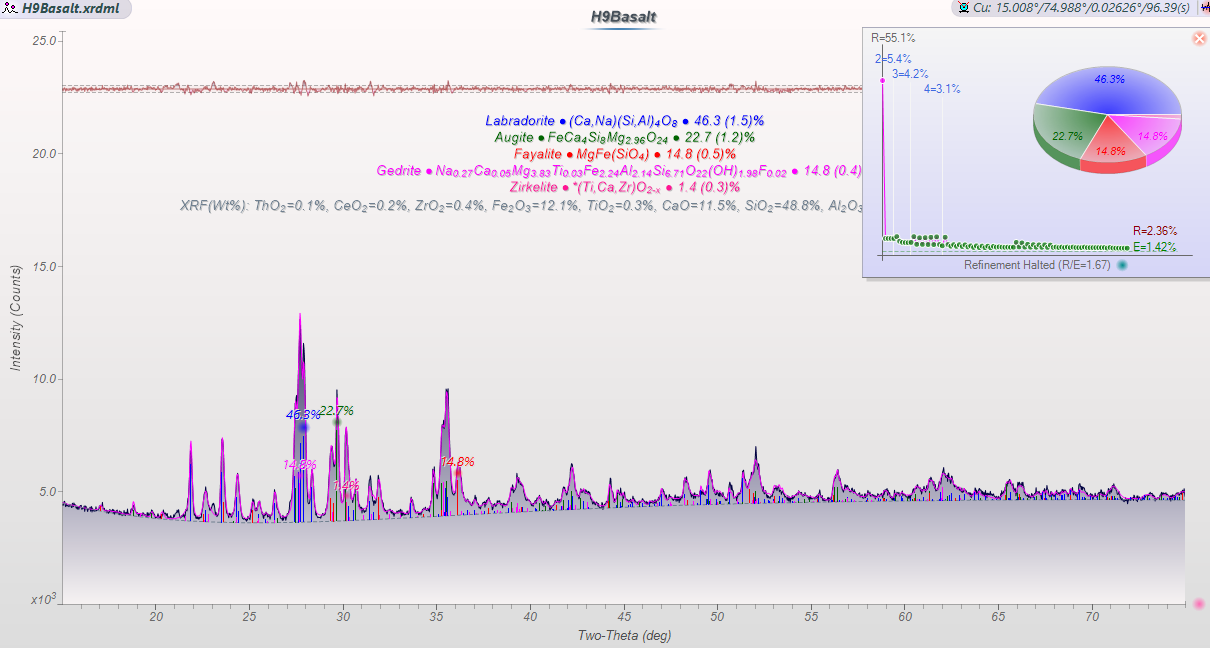 H9Basalt.xrdml
H9Basalt
Cu: 15.008°/74.988°/0.02626°/96.39(s)
25.0
20.0
15.0
10.0
5.0
x10³
Intensity (Counts)
Labradorite ● (Ca,Na)(Si,Al)₄O₈ ● 46.3 (1.5)%
Augite ● FeCa₄Si₈Mg₂.₉₆O₂₄ ● 22.7 (1.2)%
Fayalite ● MgFe(SiO₄) ● 14.8 (0.5)%
Gedrite ● Na₀.₂₇Ca₀.₀₅Mg₃.₈₃Ti₀.₀₃Fe₂.₂₄Al₂.₁₄Si₆.₇₁O₂₂(OH)₁.₉₈F₀.₀₂ ● 14.8 (0.4)
Zirkelite ● *(Ti,Ca,Zr)O₂₋ₓ ● 1.4 (0.3)%
XRF(Wt%): ThO₂=0.1%, CeO₂=0.2%, ZrO₂=0.4%, Fe₂O₃=12.1%, TiO₂=0.3%, CaO=11.5%, SiO₂=48.8%, Al₂O₃
R=55.1%
2=5.4%
3=4.2%
4=3.1%
46.3%
22.7%
14.8%
14.8%
R=2.36%
E=1.42%
Refinement Halted (R/E=1.67)
46.3%
22.7%
14.8%
14.8%
1.4%
20 25 30 35 40 45 50 55 60 65 70
Two-Theta (deg)